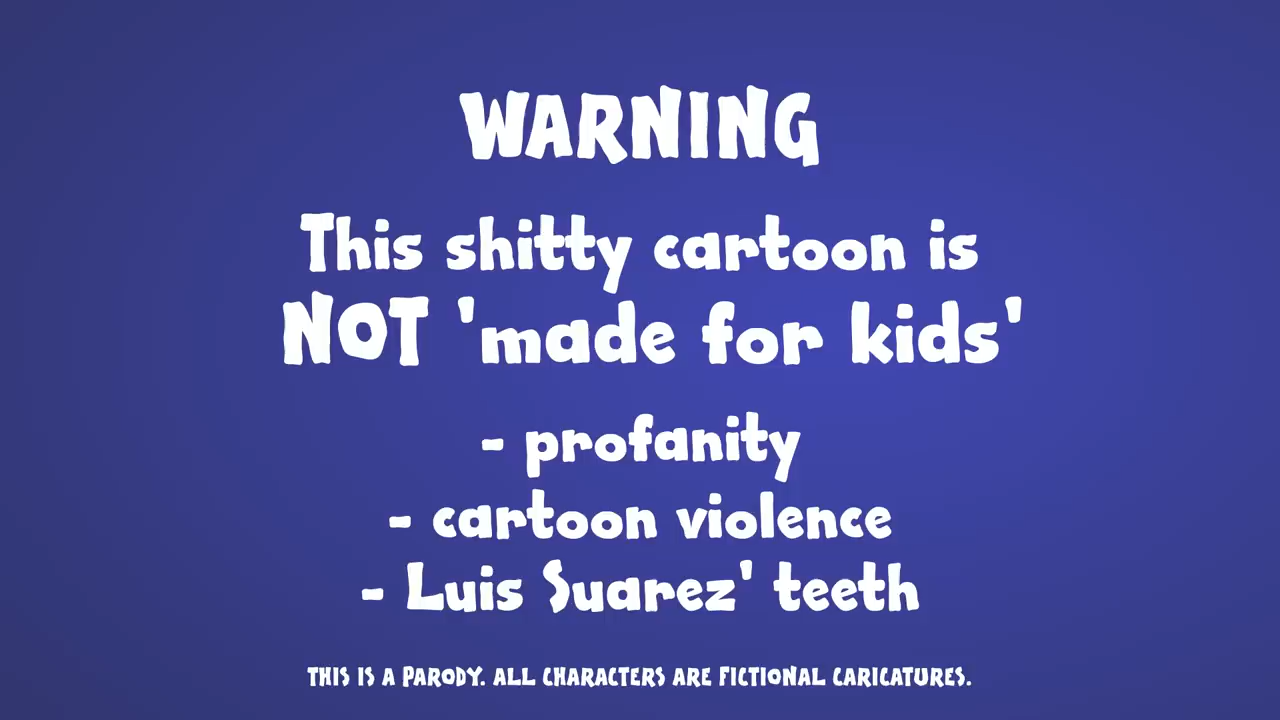 WARNING
This shitty cartoon is
NOT 'made for kids'
- profanity
- cartoon violence
- Luis Suarez' teeth
THIS IS A PARODY. ALL CHARACTERS ARE FICTIONAL CARICATURES.